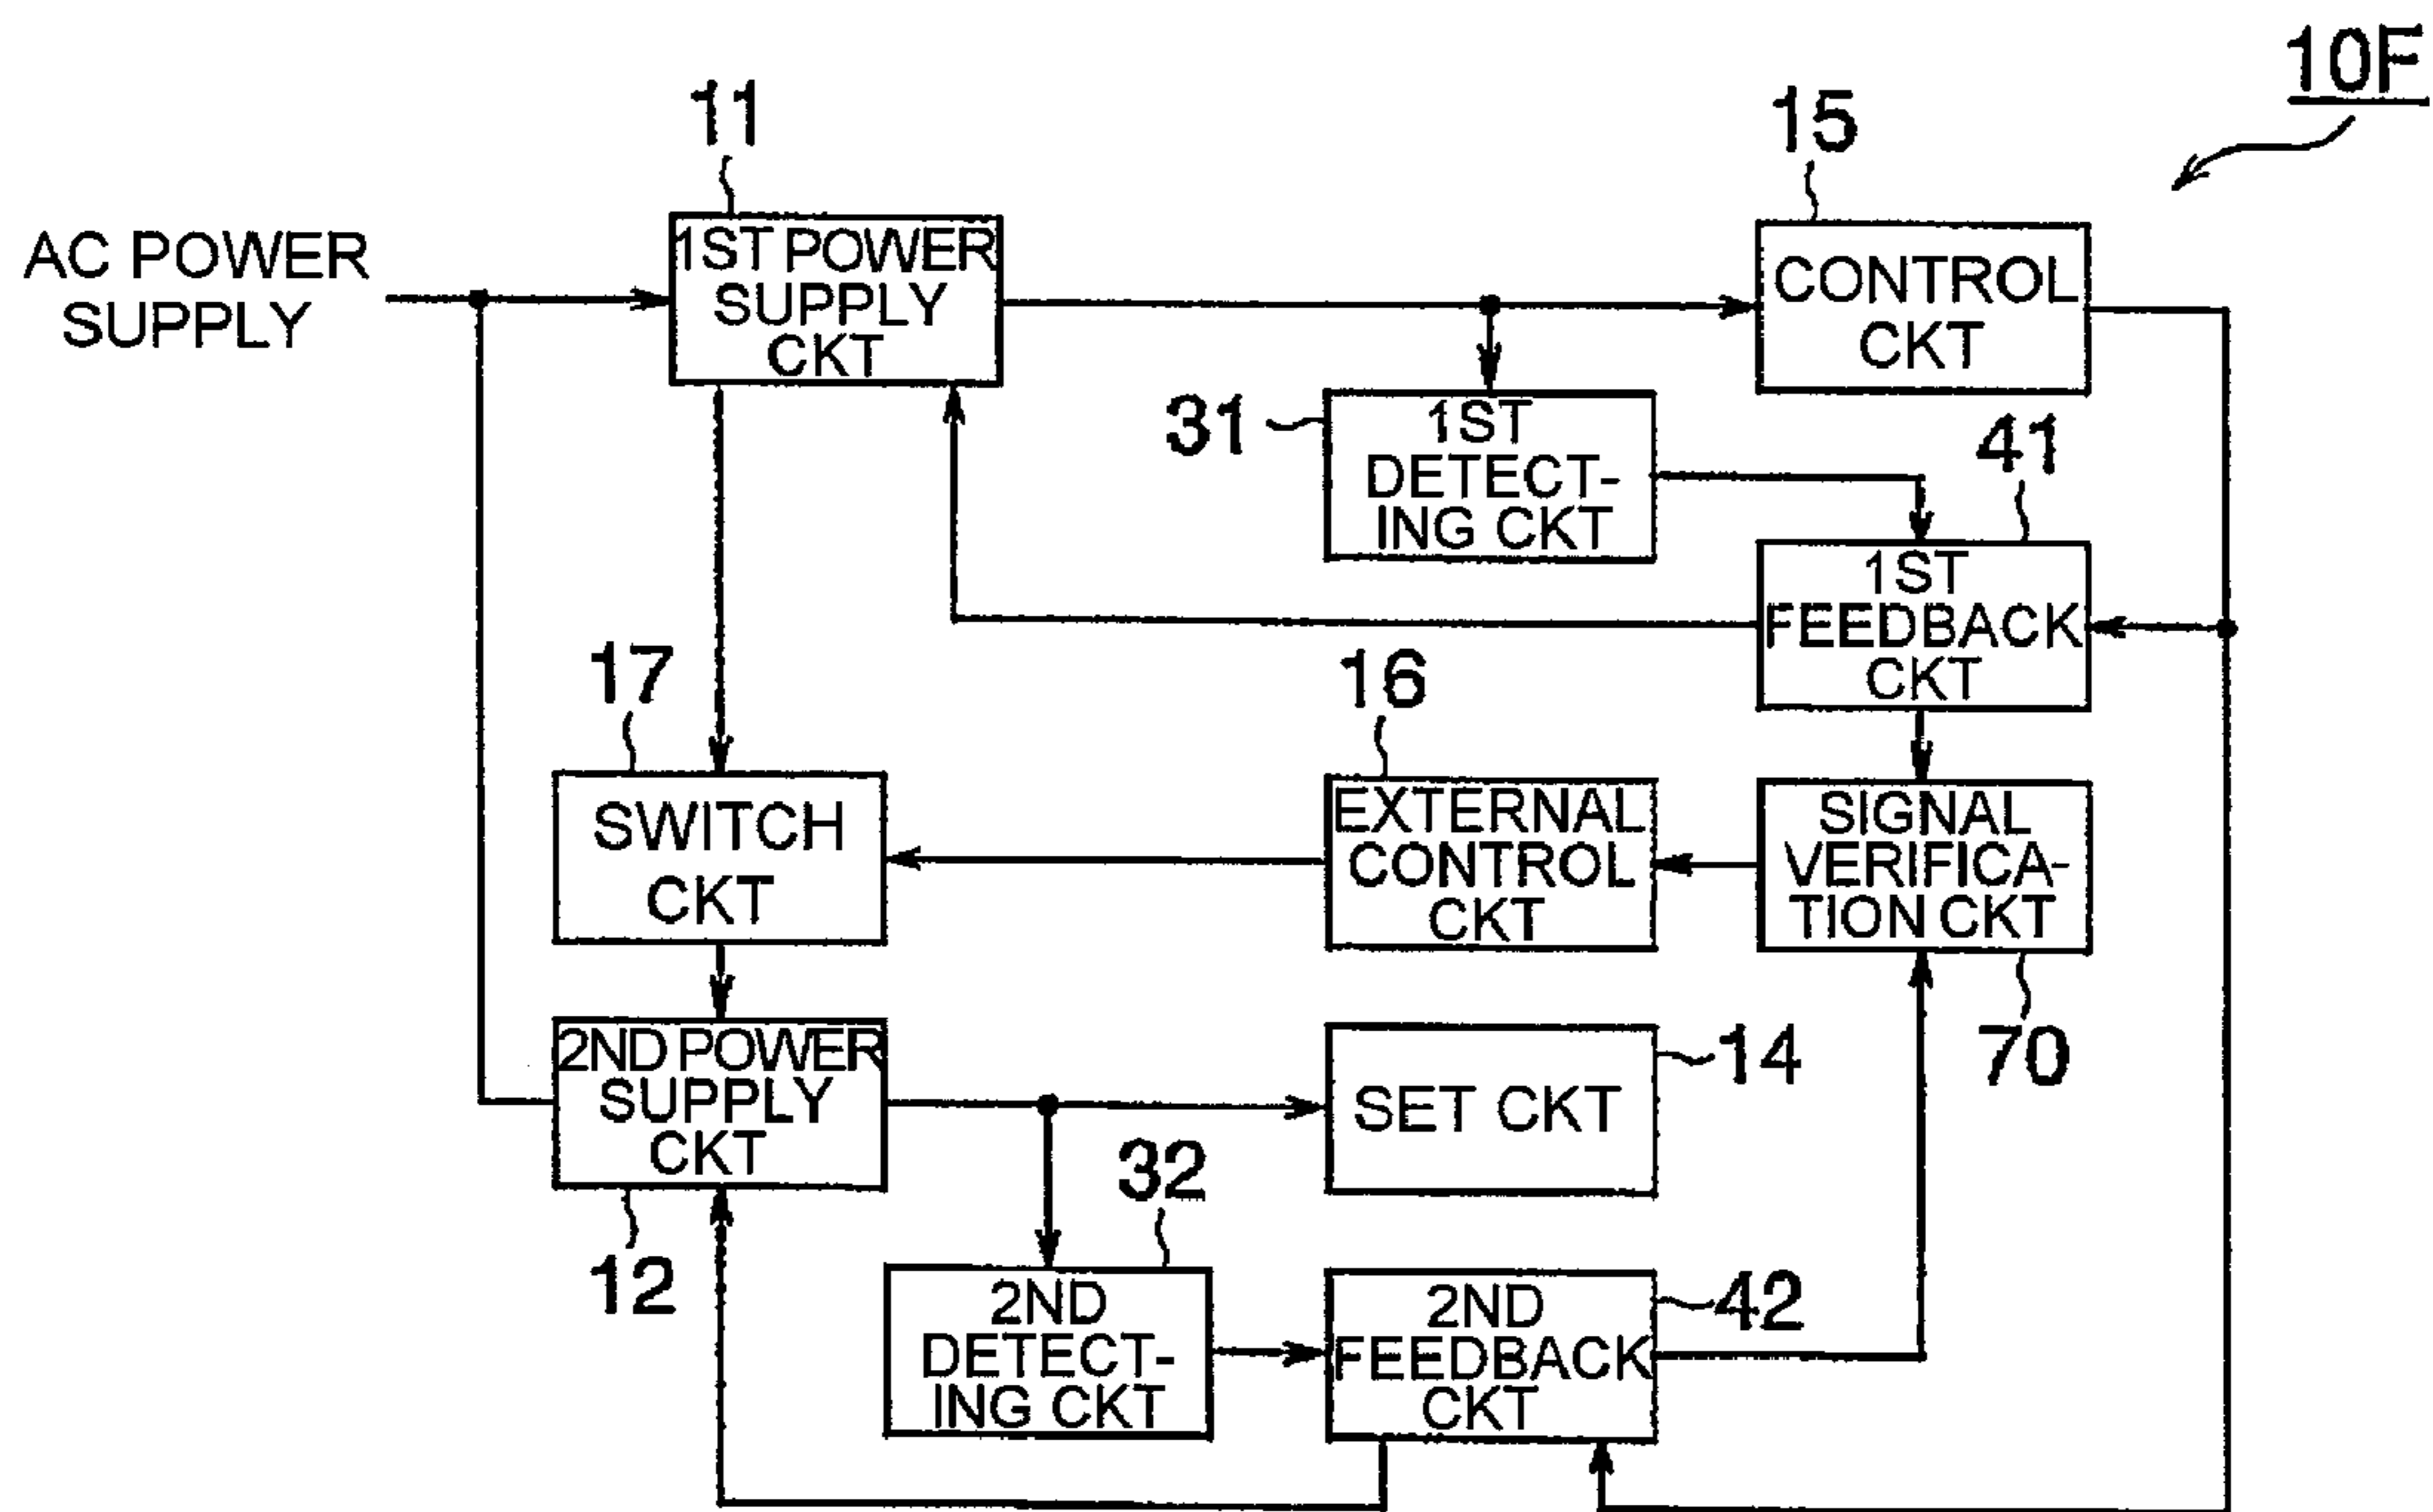 10F
11
15
AC POWER
SUPPLY
1ST POWER
SUPPLY
CKT
CONTROL
CKT
31
1ST
DETECT-
ING CKT
41
1ST
FEEDBACK
CKT
17
16
SWITCH
CKT
EXTERNAL
CONTROL
CKT
SIGNAL
VERIFICA-
TION CKT
70
2ND POWER
SUPPLY
CKT
12
SET CKT
14
32
2ND
DETECT-
ING CKT
2ND
FEEDBACK
CKT
42